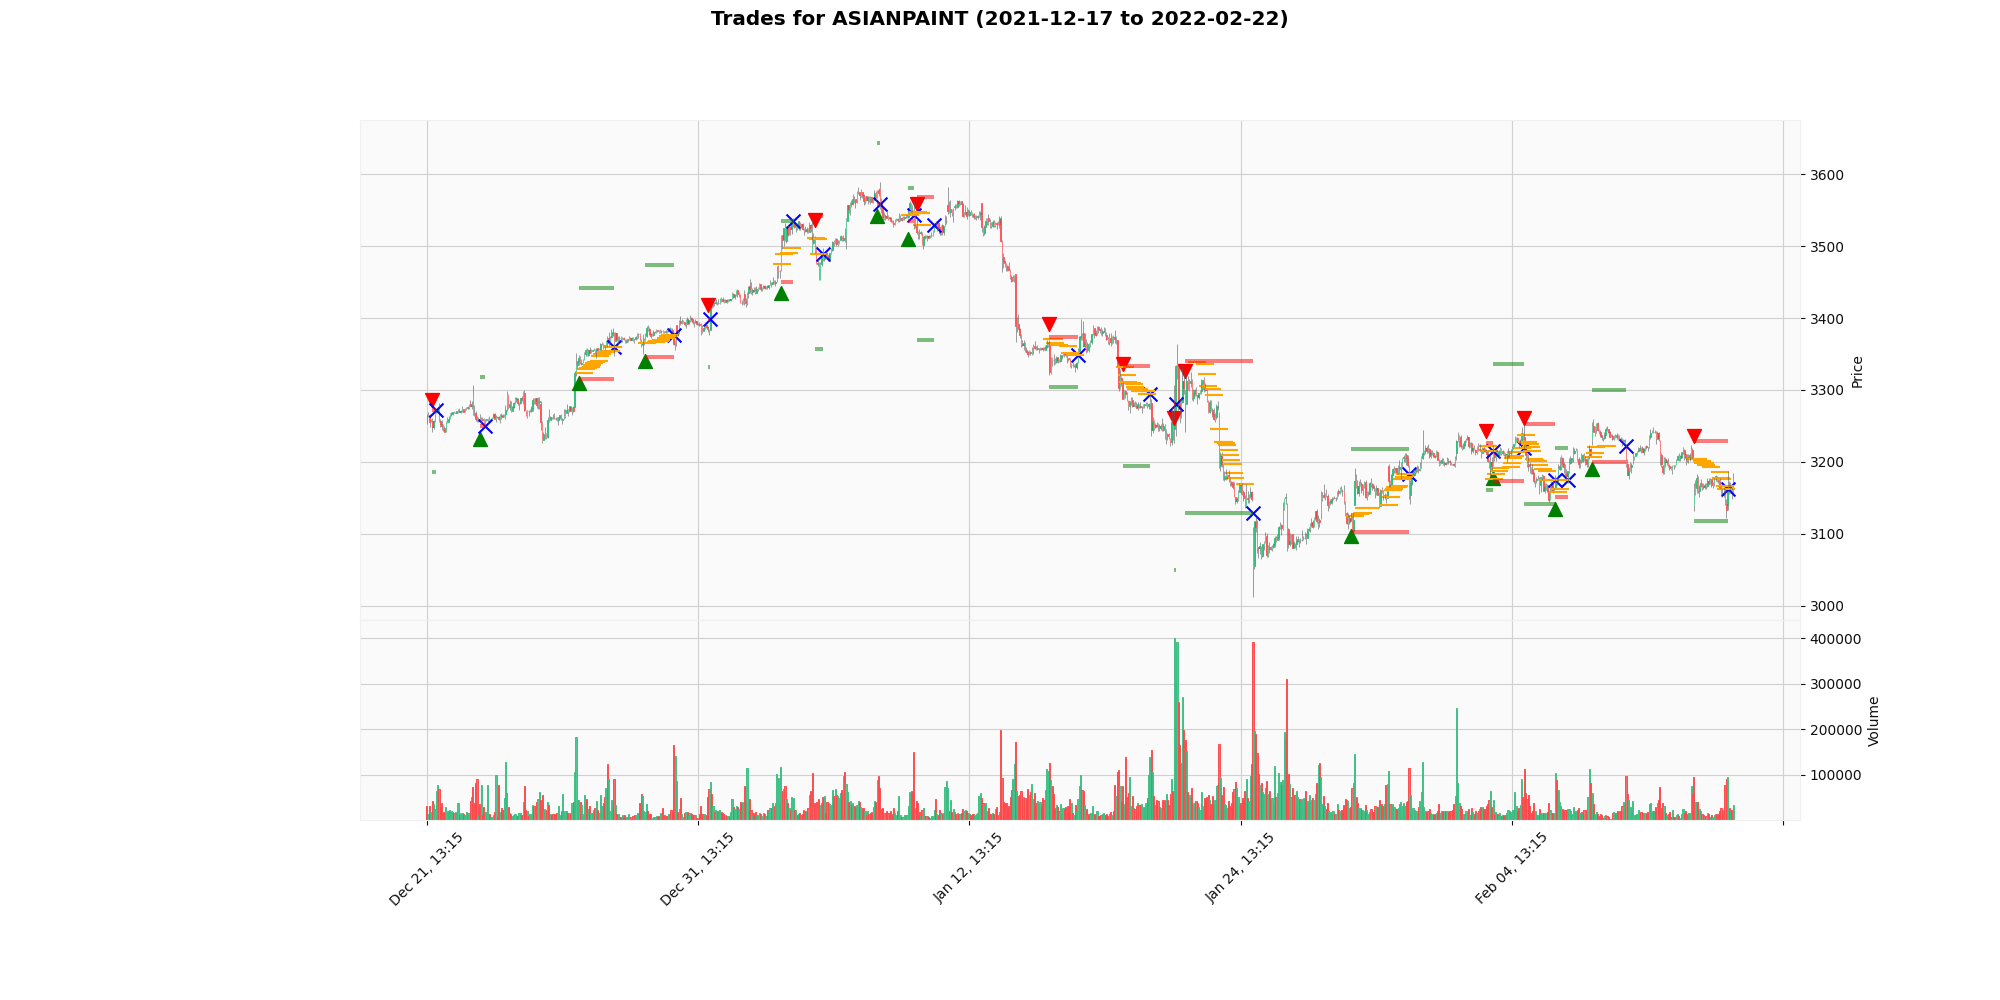 Trades for ASIANPAINT (2021-12-17 to 2022-02-22)
3600
3500
3400
3300
3200
3100
3000
Price
400000
300000
200000
100000
Volume
Dec 21, 13:15
Dec 31, 13:15
Jan 12, 13:15
Jan 24, 13:15
Feb 04, 13:15